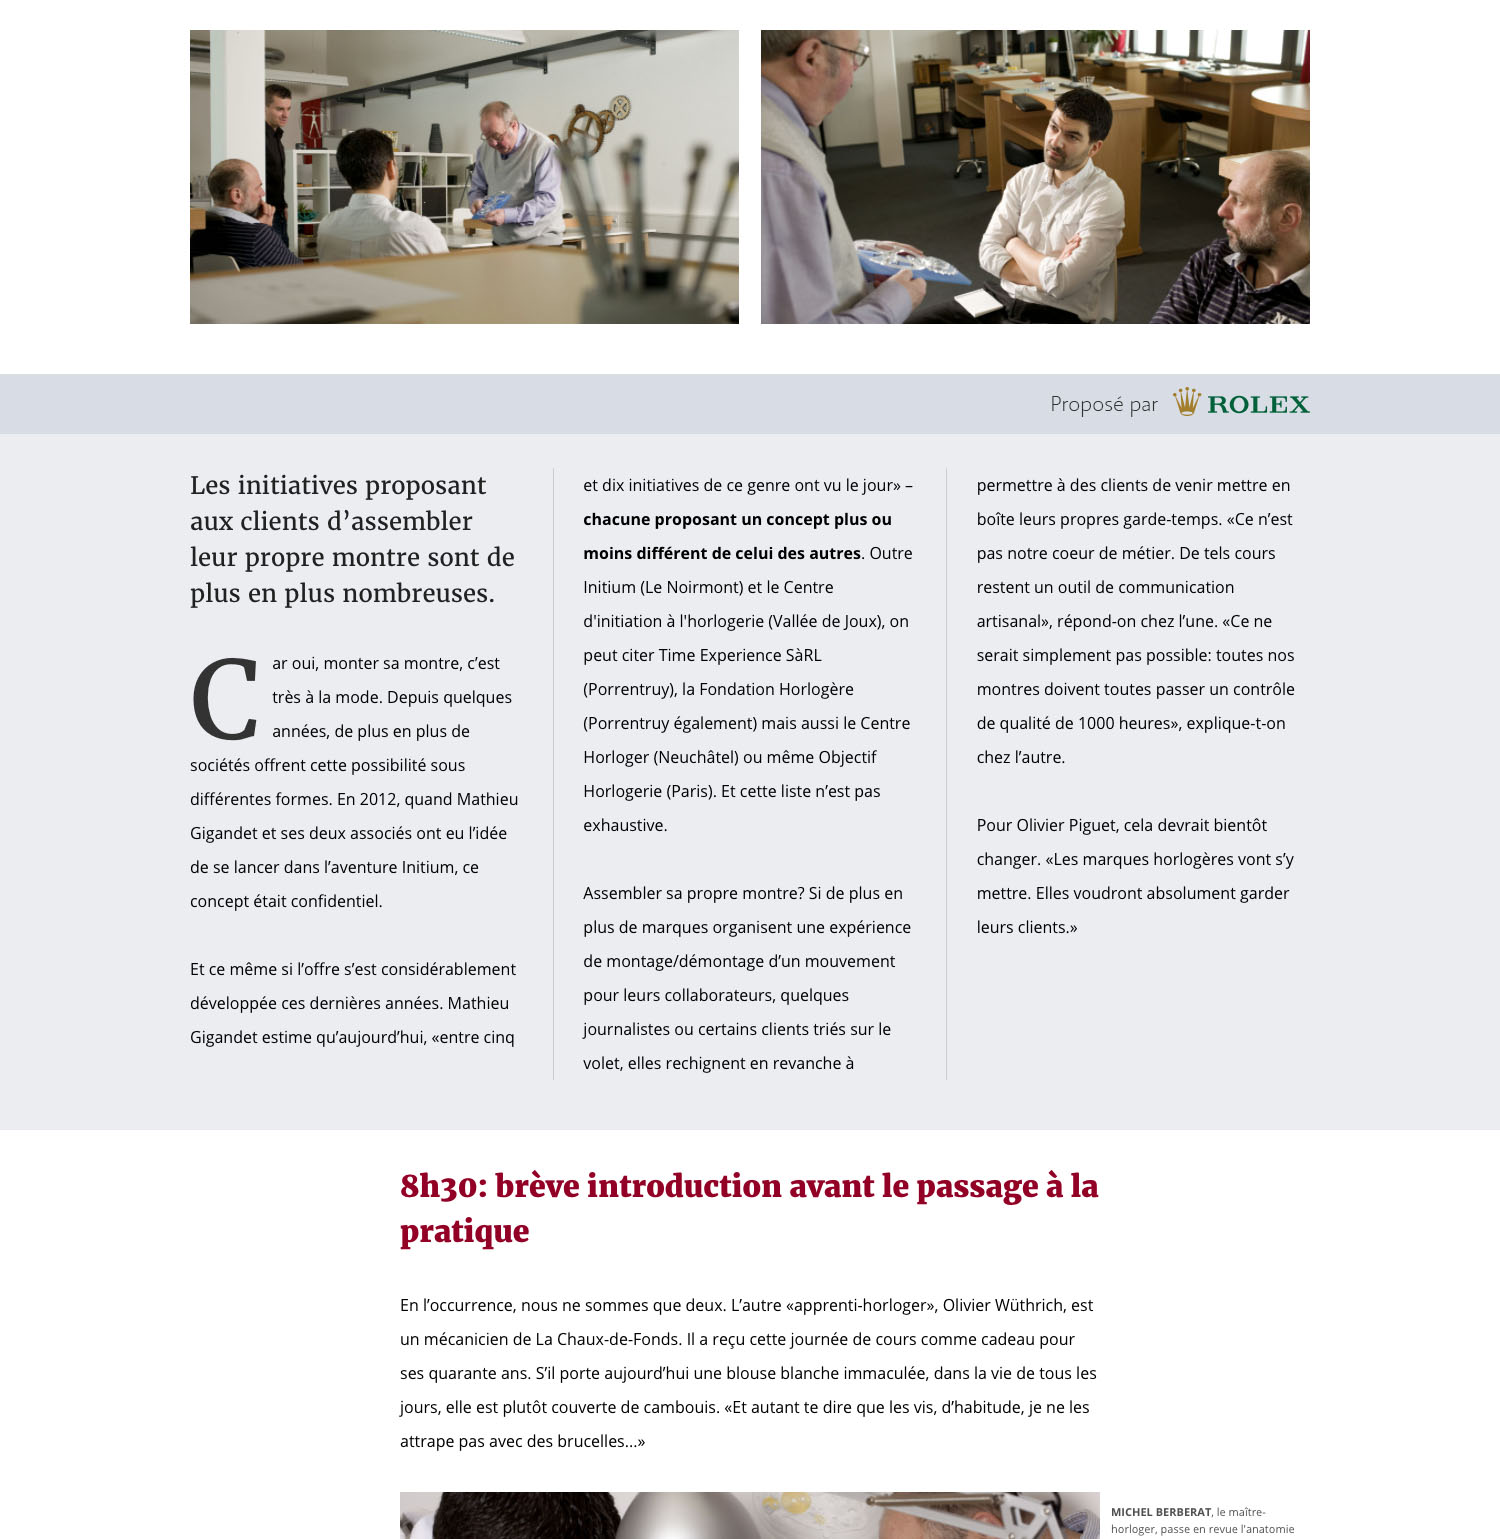 Proposé par ROLEX
Les initiatives proposant
aux clients d’assembler
leur propre montre sont de
plus en plus nombreuses.
Car oui, monter sa montre, c’est
très à la mode. Depuis quelques
années, de plus en plus de
sociétés offrent cette possibilité sous
différentes formes. En 2012, quand Mathieu
Gigandet et ses deux associés ont eu l’idée
de se lancer dans l’aventure Initium, ce
concept était confidentiel.
Et ce même si l’offre s’est considérablement
développée ces dernières années. Mathieu
Gigandet estime qu’aujourd’hui, «entre cinq
et dix initiatives de ce genre ont vu le jour» –
chacune proposant un concept plus ou
moins différent de celui des autres. Outre
Initium (Le Noirmont) et le Centre
d'initiation à l'horlogerie (Vallée de Joux), on
peut citer Time Experience SàRL
(Porrentruy), la Fondation Horlogère
(Porrentruy également) mais aussi le Centre
Horloger (Neuchâtel) ou même Objectif
Horlogerie (Paris). Et cette liste n’est pas
exhaustive.
Assembler sa propre montre? Si de plus en
plus de marques organisent une expérience
de montage/démontage d’un mouvement
pour leurs collaborateurs, quelques
journalistes ou certains clients triés sur le
volet, elles rechignent en revanche à
permettre à des clients de venir mettre en
boîte leurs propres garde-temps. «Ce n’est
pas notre coeur de métier. De tels cours
restent un outil de communication
artisanal», répond-on chez l’une. «Ce ne
serait simplement pas possible: toutes nos
montres doivent toutes passer un contrôle
de qualité de 1000 heures», explique-t-on
chez l’autre.
Pour Olivier Piguet, cela devrait bientôt
changer. «Les marques horlogères vont s’y
mettre. Elles voudront absolument garder
leurs clients.»
8h30: brève introduction avant le passage à la
pratique
En l’occurrence, nous ne sommes que deux. L’autre «apprenti-horloger», Olivier Wüthrich, est
un mécanicien de La Chaux-de-Fonds. Il a reçu cette journée de cours comme cadeau pour
ses quarante ans. S’il porte aujourd’hui une blouse blanche immaculée, dans la vie de tous les
jours, elle est plutôt couverte de cambouis. «Et autant te dire que les vis, d’habitude, je ne les
attrape pas avec des brucelles...»
MICHEL BERBERAT, le maître-
horloger, passe en revue l'anatomie